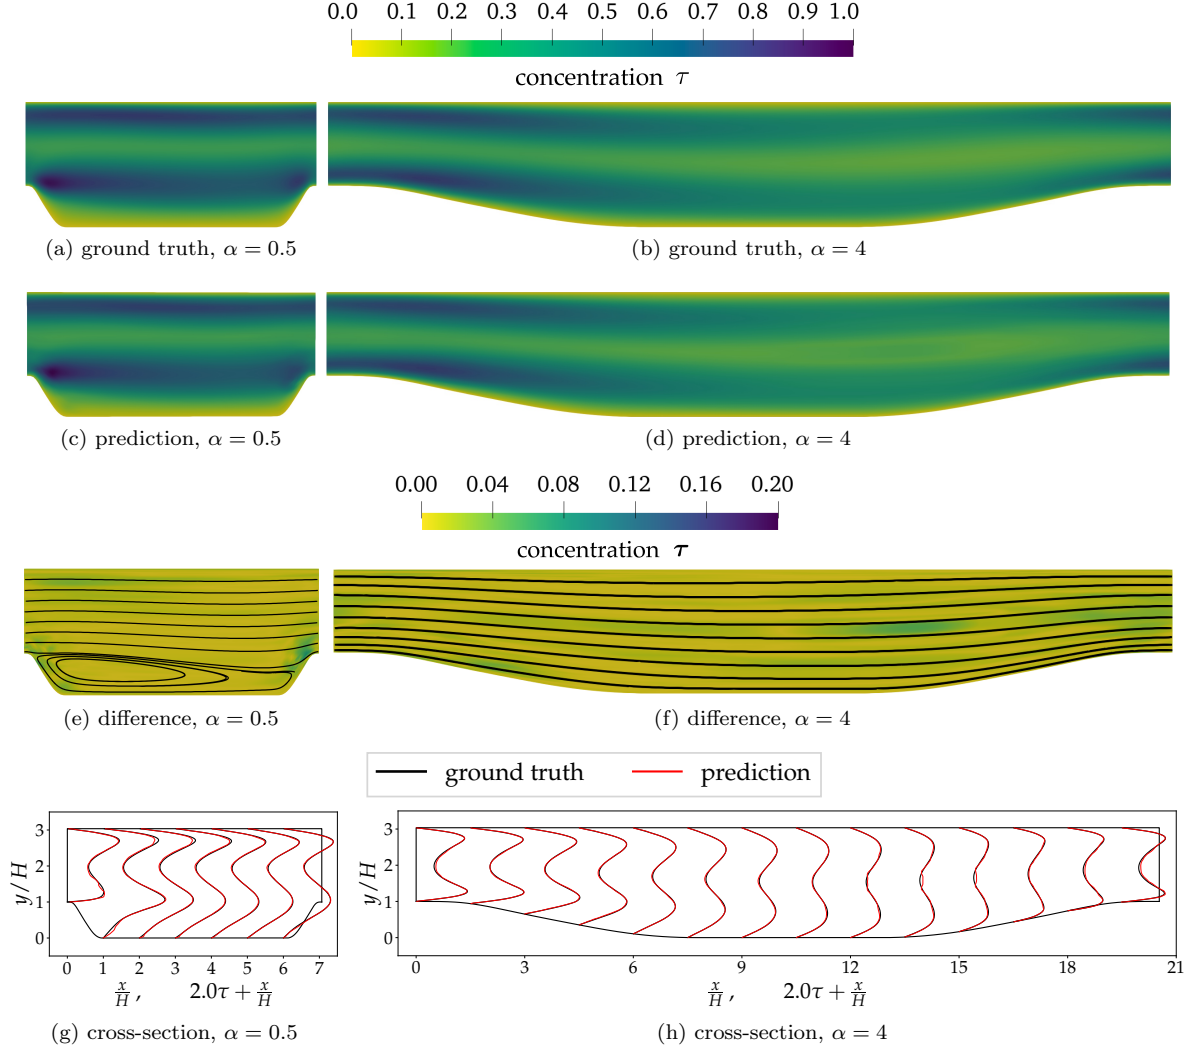 0.0 0.1 0.2 0.3 0.4 0.5 0.6 0.7 0.8 0.9 1.0
concentration τ
(a) ground truth, α = 0.5
(b) ground truth, α = 4
(c) prediction, α = 0.5
(d) prediction, α = 4
0.00 0.04 0.08 0.12 0.16 0.20
concentration τ
(e) difference, α = 0.5
(f) difference, α = 4
ground truth prediction
3
2
1
0
y/H
0 1 2 3 4 5 6 7
x/H, 2.0τ + x/H
(g) cross-section, α = 0.5
3
2
1
0
y/H
0 3 6 9 12 15 18 21
x/H, 2.0τ + x/H
(h) cross-section, α = 4